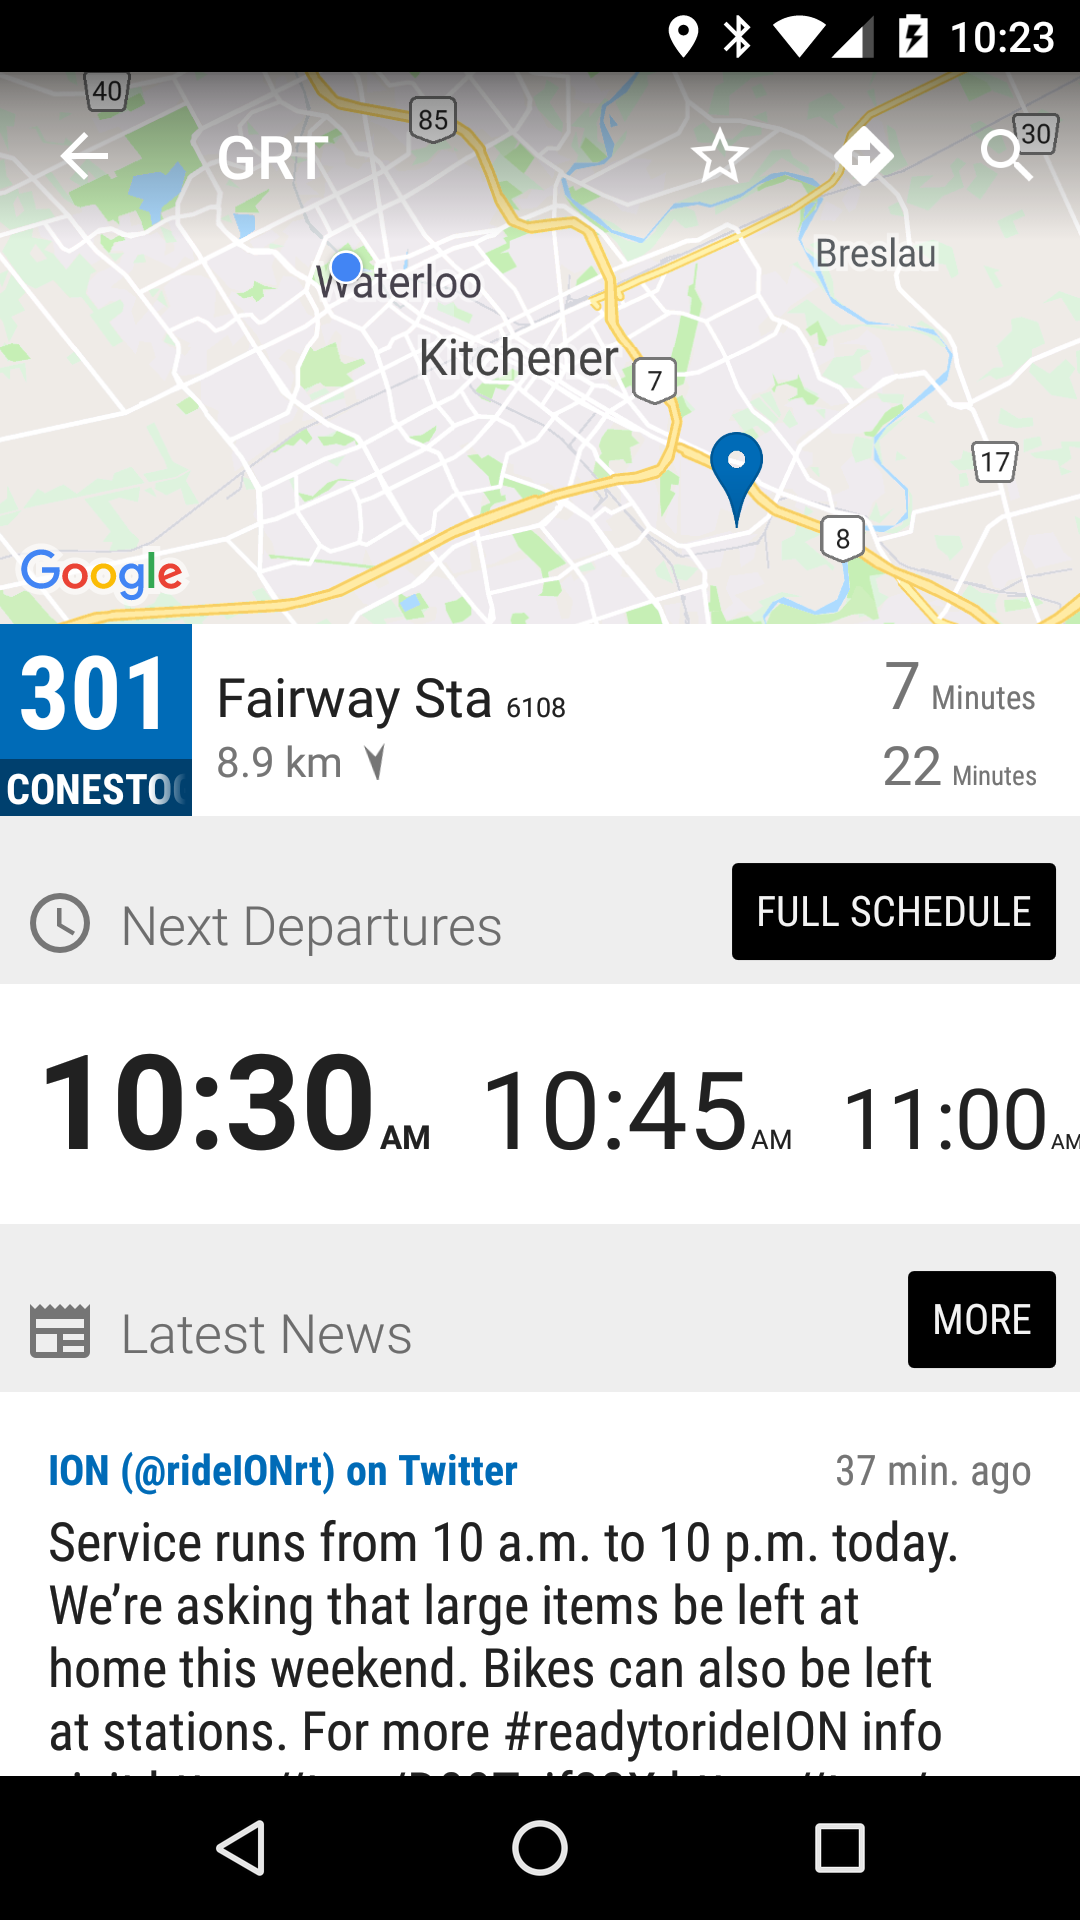 10:23
40
85
30
GRT
Breslau
Waterloo
Kitchener
7
17
8
Google
301
Fairway Sta 6108
7 Minutes
CONESTO
8.9 km
22 Minutes
Next Departures
FULL SCHEDULE
10:30 AM 10:45 AM 11:00 AM
Latest News
MORE
ION (@rideIONrt) on Twitter
37 min. ago
Service runs from 10 a.m. to 10 p.m. today.
We’re asking that large items be left at
home this weekend. Bikes can also be left
at stations. For more #readytorideION info